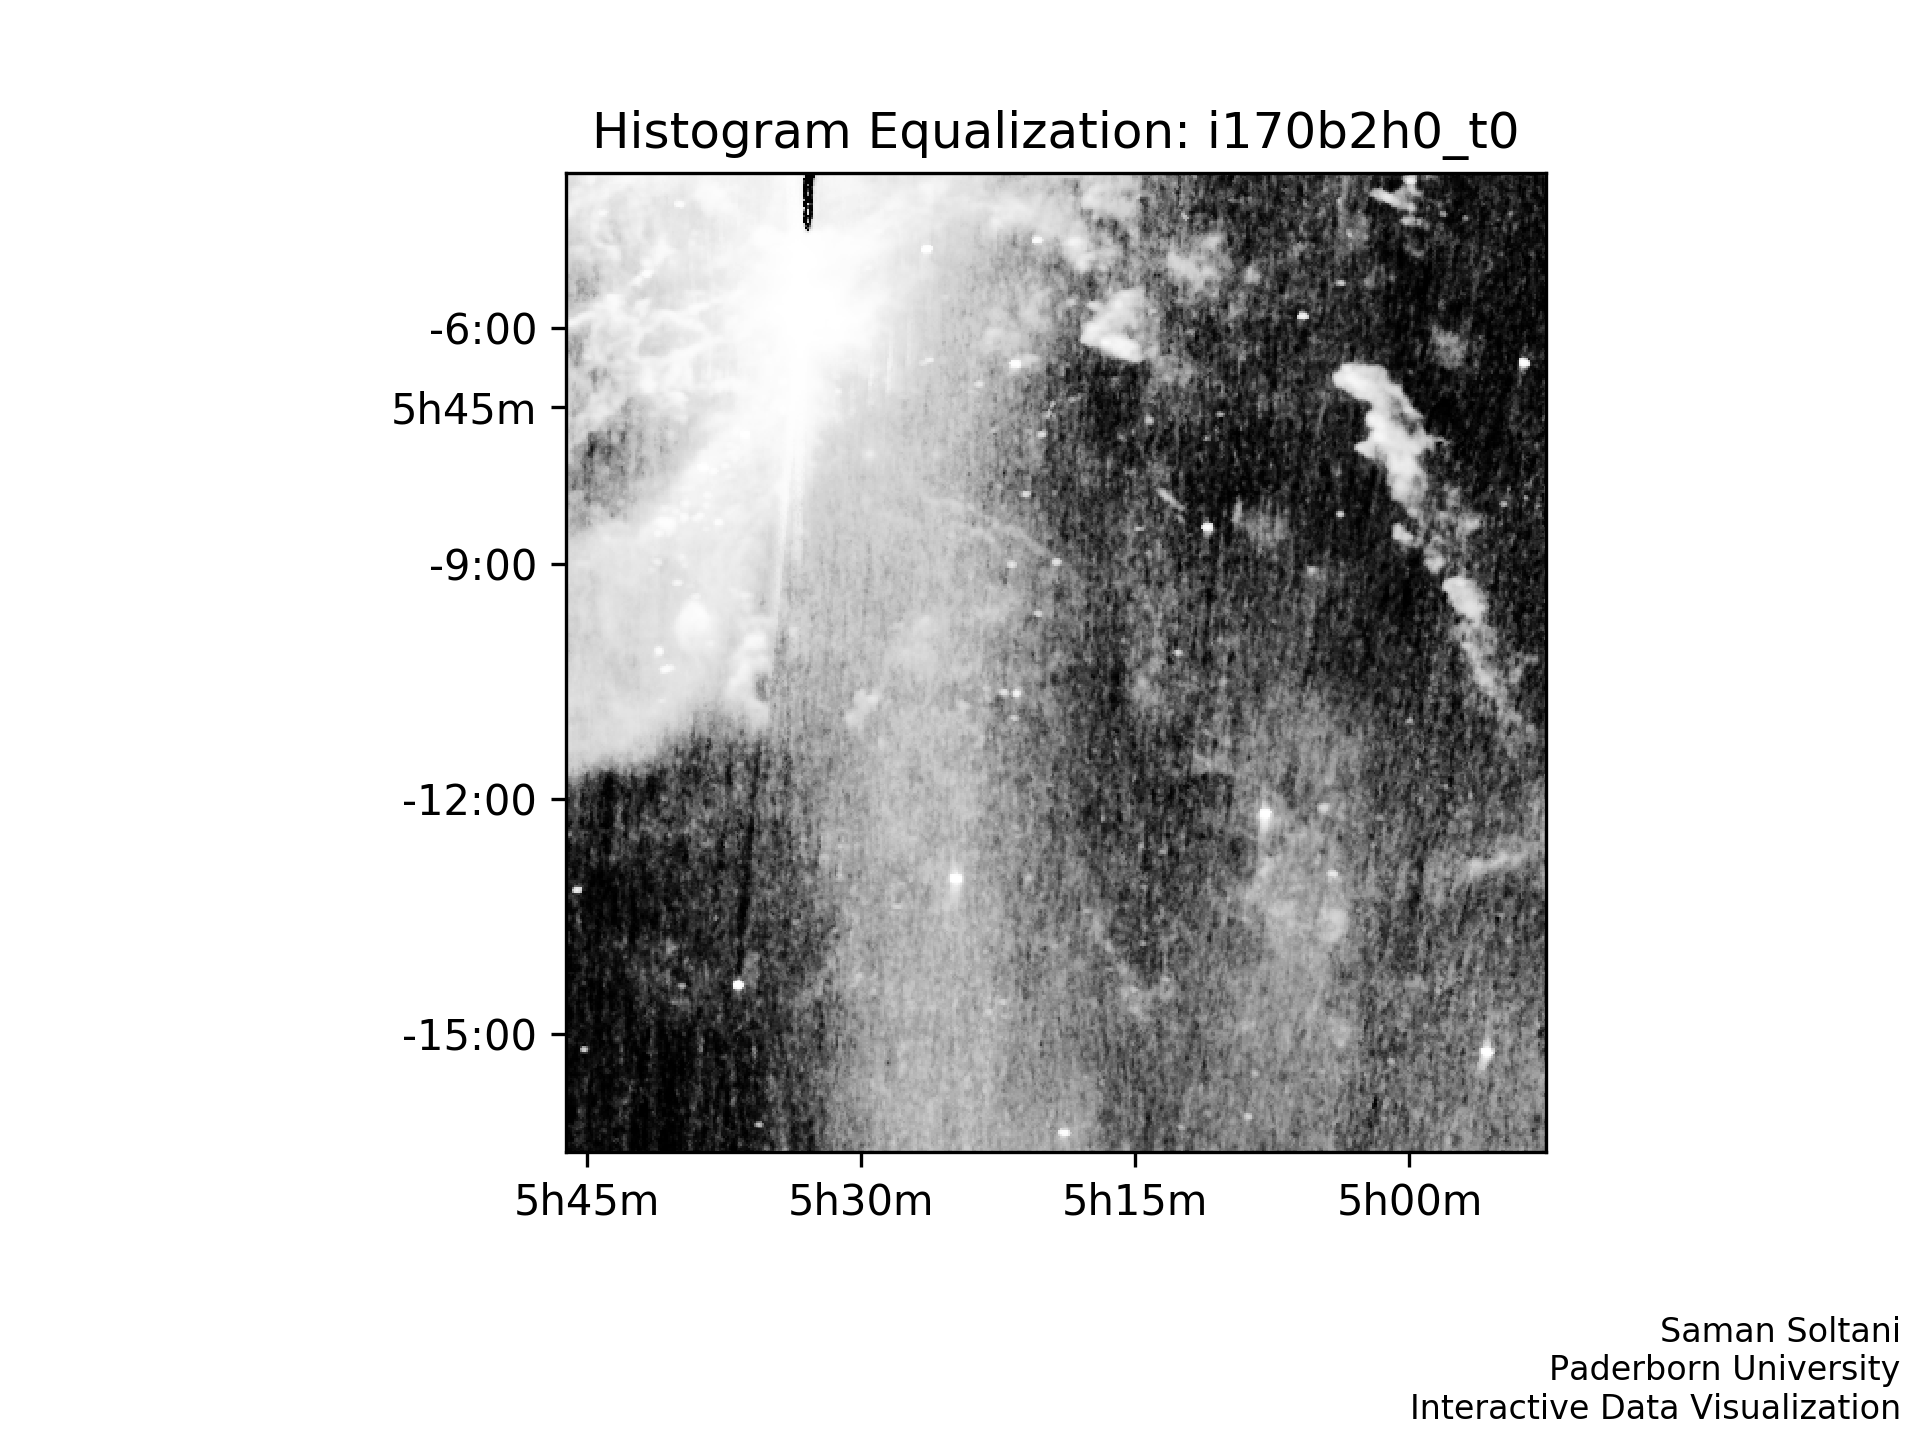 Histogram Equalization: i170b2h0_t0
-6:00
5h45m
-9:00
-12:00
-15:00
5h45m 5h30m 5h15m 5h00m
Saman Soltani
Paderborn University
Interactive Data Visualization